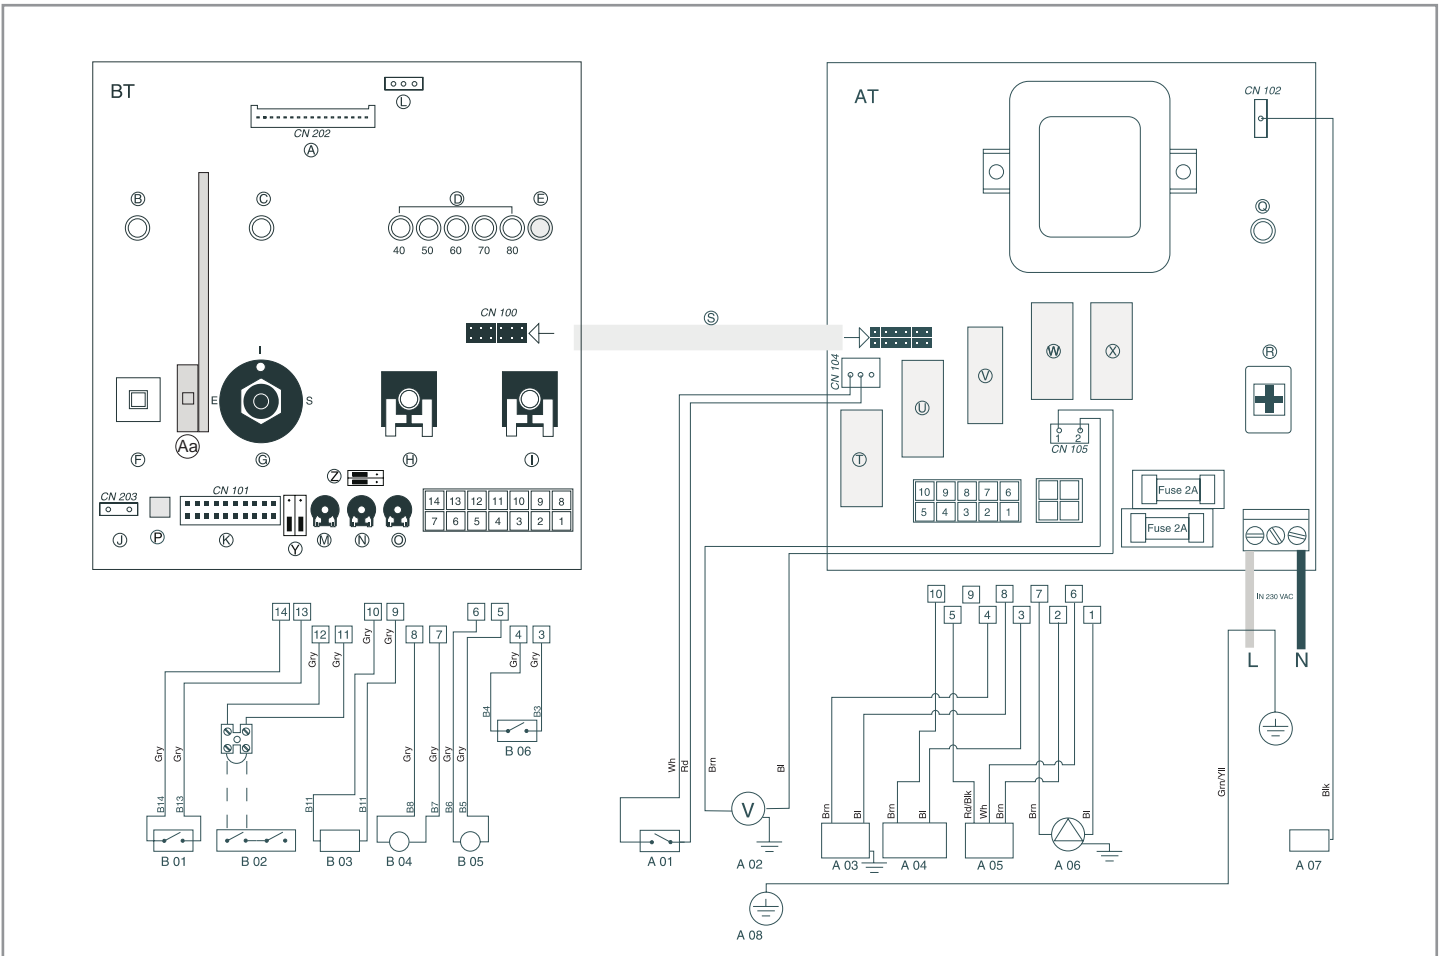 BT
L
CN 202
A
B
C
D
E
40 50 60 70 80
CN 100
I
E
S
Aa
F
G
H
I
Z
CN 203
CN 101
J
P
K
Y
M
N
O
14 13 12 11 10 9 8
7 6 5 4 3 2 1
AT
CN 102
Q
S
CN 104
T
U
V
W
X
R
1 2
CN 105
10 9 8 7 6
5 4 3 2 1
Fuse 2A
Fuse 2A
IN 230 VAC
L
N
14 13
12 11
10 9
8 7
6 5
4 3
Gry
Gry
Gry
Gry
Gry
Gry
B4
B3
B 06
Gry
Gry
Gry
Gry
Gry
Gry
B14
B13
B11
B11
B8
B7
B6
B5
B 01
B 02
B 03
B 04
B 05
Wh
Rd
Brn
Bl
V
A 01
A 02
10 9 8 7 6
5 4 3 2 1
Brn
Bl
Brn
Bl
Rd/Blk
Wh
Brn
Brn
Bl
Grn/Yll
Blk
A 03
A 04
A 05
A 06
A 07
A 08